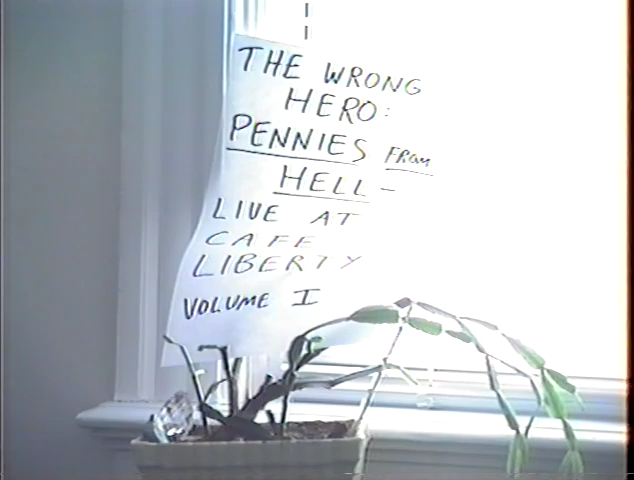 THE WRONG
HERO:
PENNIES FROM
HELL-
LIVE AT
CAFE
LIBERTY
VOLUME I